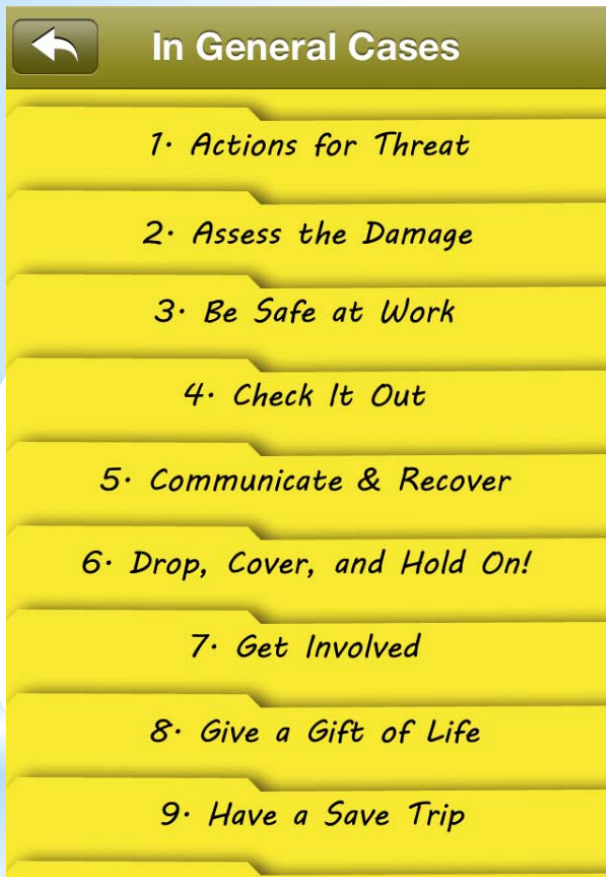 In General Cases
1. Actions for Threat
2. Assess the Damage
3. Be Safe at Work
4. Check It Out
5. Communicate & Recover
6. Drop, Cover, and Hold On!
7. Get Involved
8. Give a Gift of Life
9. Have a Save Trip